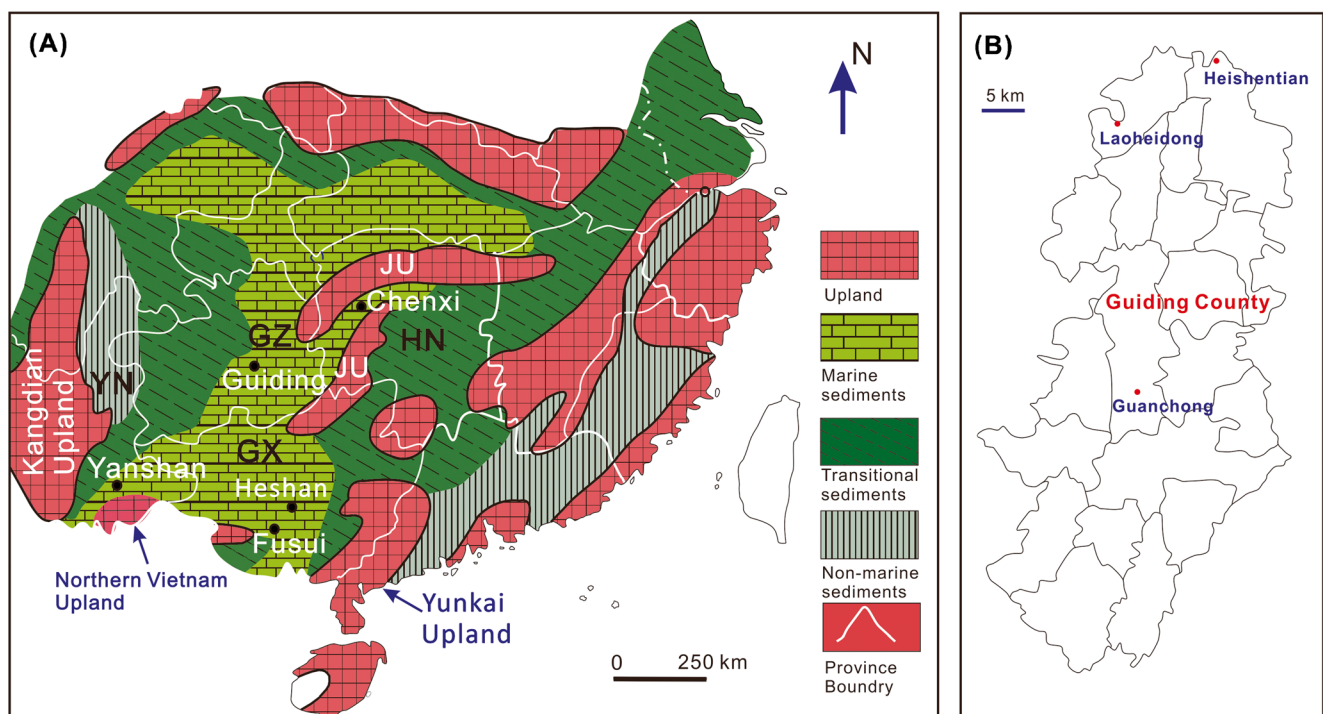 (A)
N
JU
Chenxi
GZ
HN
Guiding
JU
YN
Kangdian
Upland
GX
Yanshan
Heshan
Fusui
Northern Vietnam
Upland
Yunkai
Upland
0 250 km
Upland
Marine
sediments
Transitional
sediments
Non-marine
sediments
Province
Boundry
(B)
5 km
Heishentian
Laoheidong
Guiding County
Guanchong